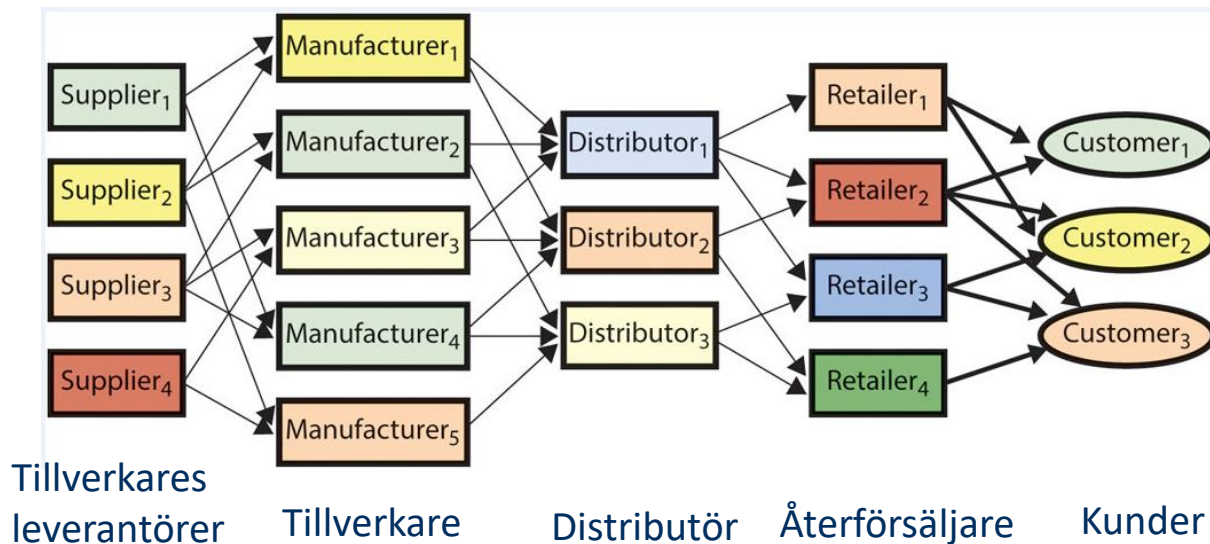 Supplier₁
Supplier₂
Supplier₃
Supplier₄
Manufacturer₁
Manufacturer₂
Manufacturer₃
Manufacturer₄
Manufacturer₅
Distributor₁
Distributor₂
Distributor₃
Retailer₁
Retailer₂
Retailer₃
Retailer₄
Customer₁
Customer₂
Customer₃
Tillverkares
leverantörer
Tillverkare
Distributör
Återförsäljare
Kunder